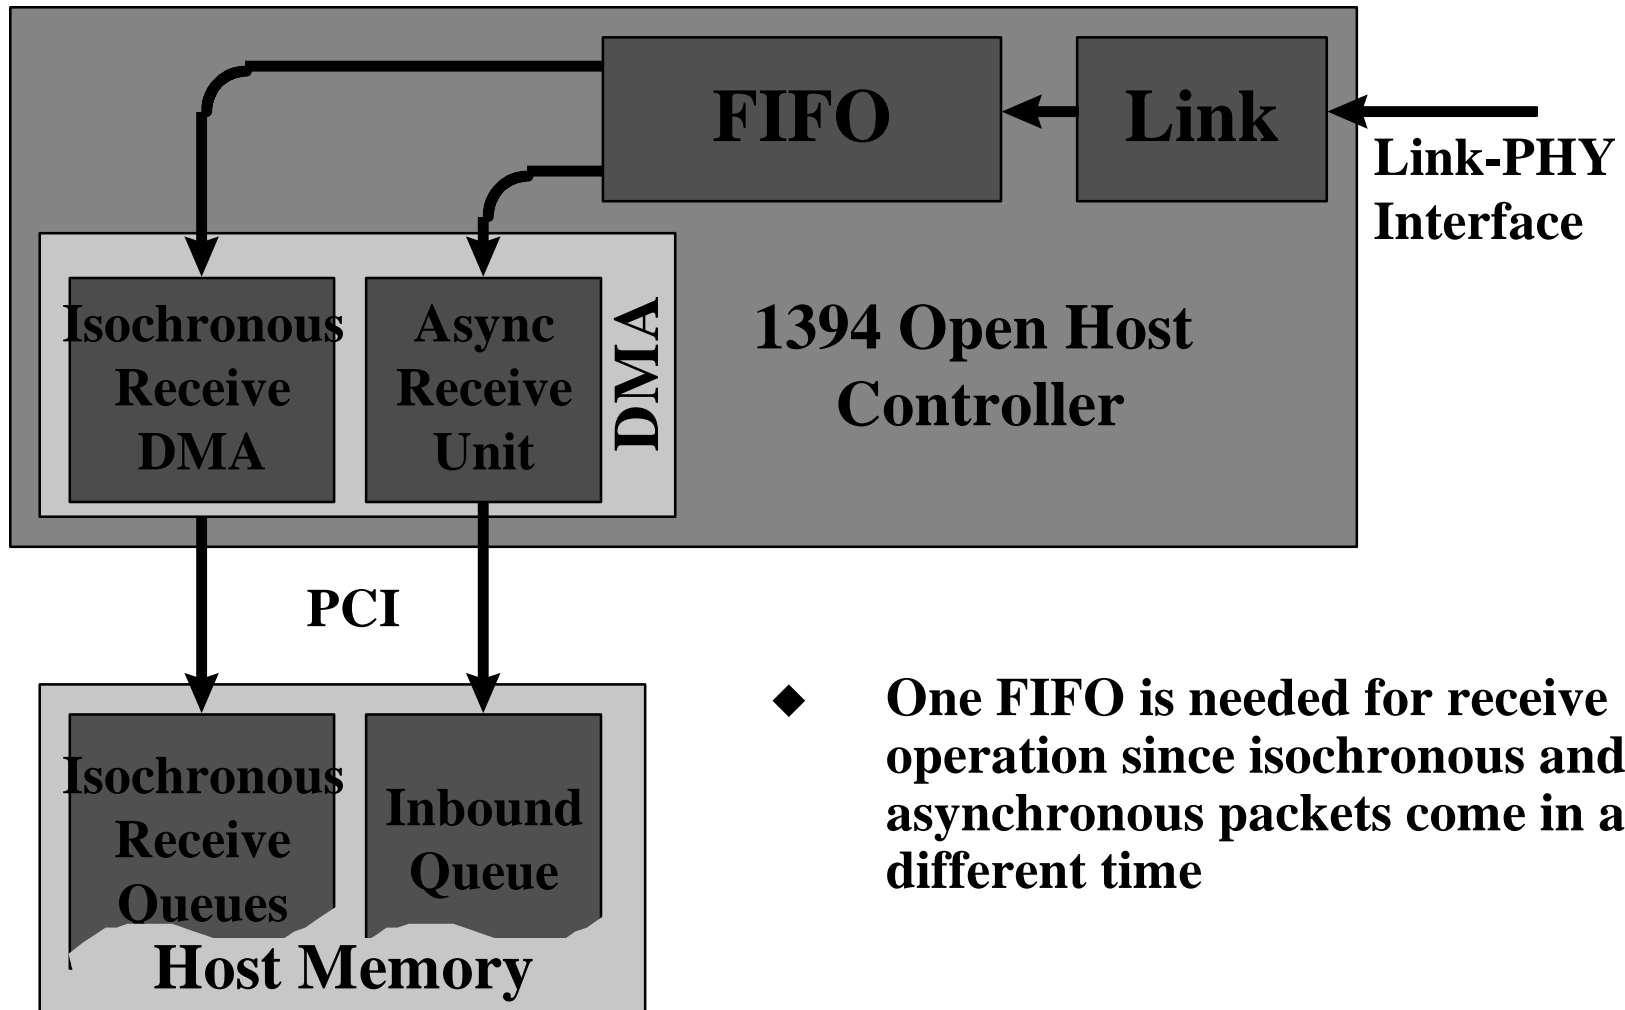 FIFO
Link
Link-PHY
Interface
Isochronous
Receive
DMA
Async
Receive
Unit
DMA
1394 Open Host
Controller
PCI
Isochronous
Receive
Queues
Inbound
Queue
Host Memory
◆ One FIFO is needed for receive
operation since isochronous and
asynchronous packets come in a
different time